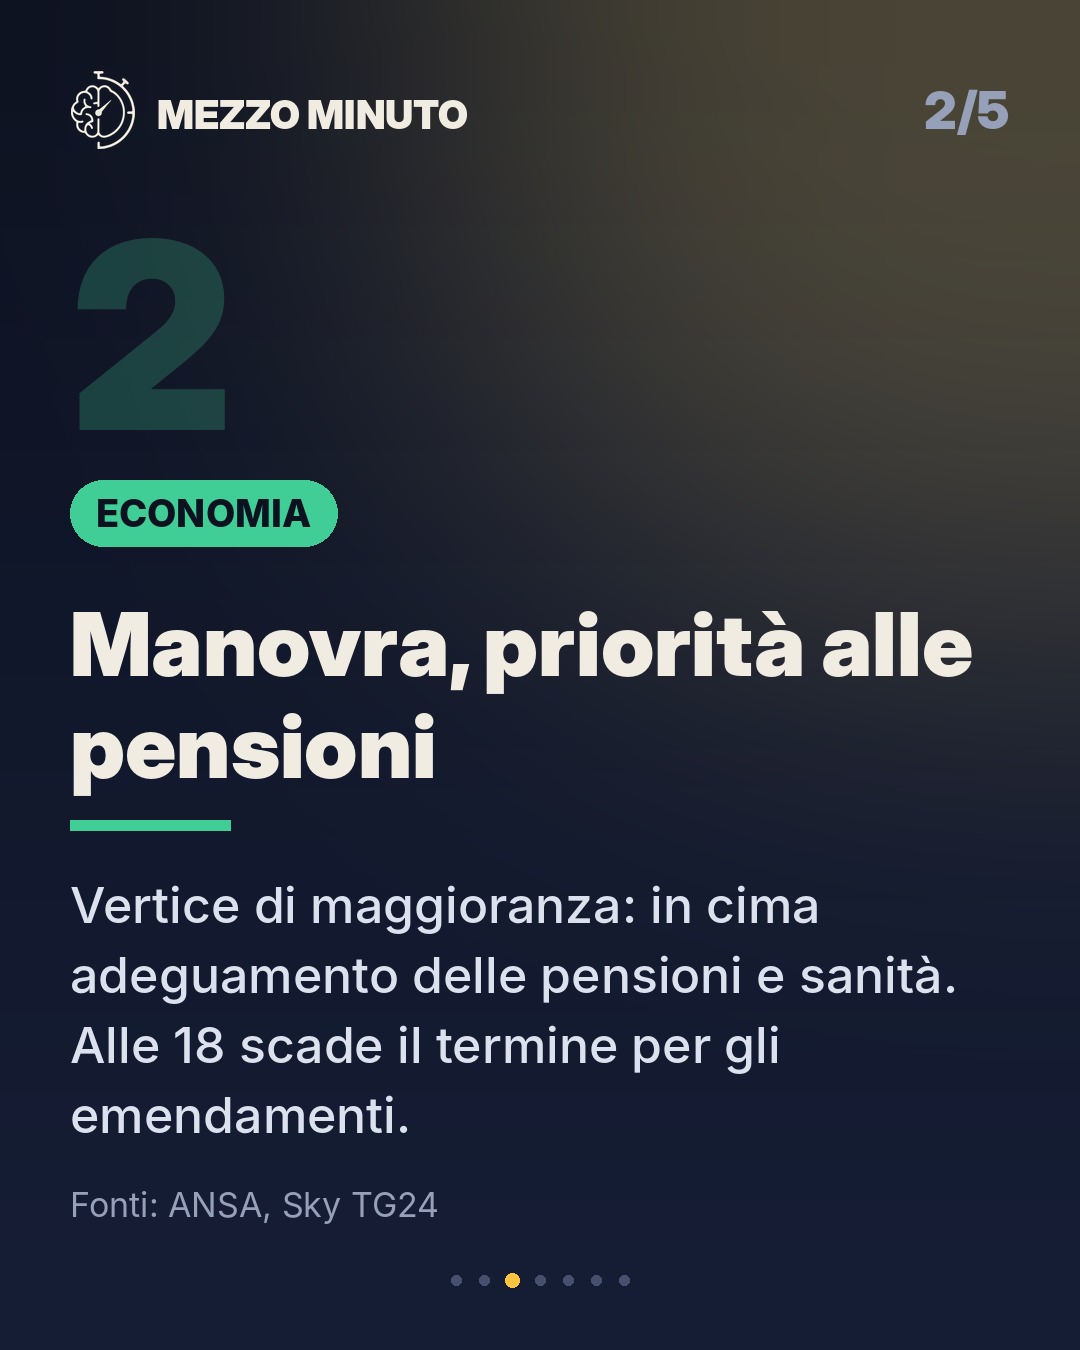 MEZZO MINUTO
2/5
2
ECONOMIA
Manovra, priorità alle
pensioni
Vertice di maggioranza: in cima
adeguamento delle pensioni e sanità.
Alle 18 scade il termine per gli
emendamenti.
Fonti: ANSA, Sky TG24